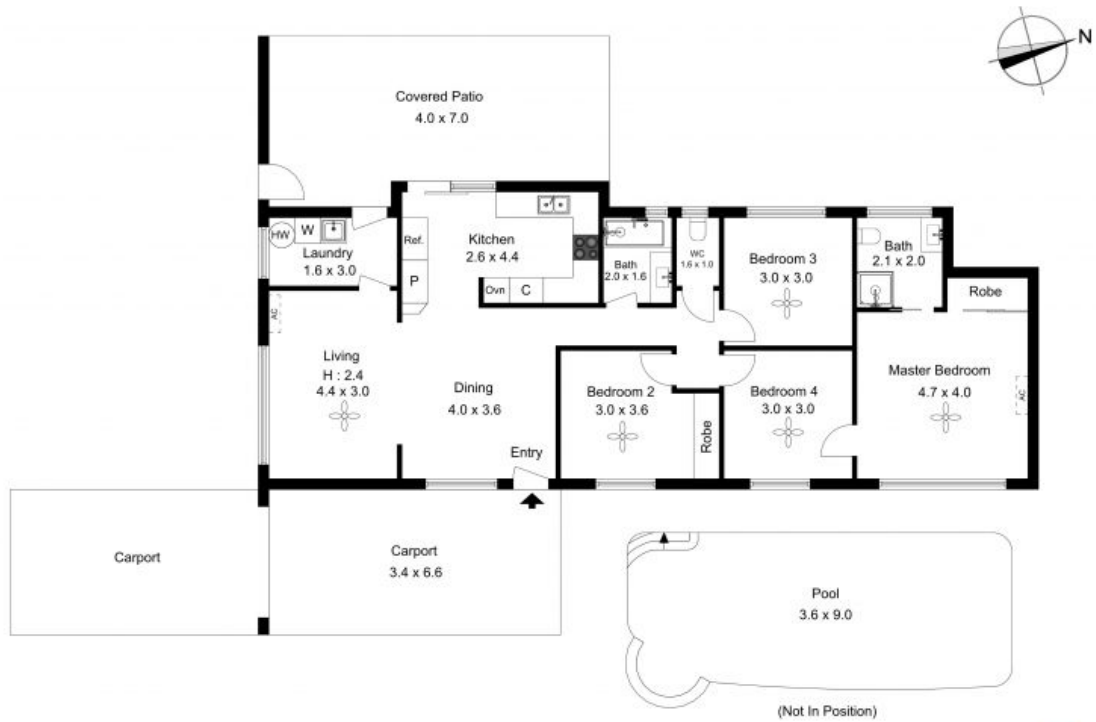 N
Covered Patio
4.0 x 7.0
HW
W
Laundry
1.6 x 3.0
Ref.
P
Kitchen
2.6 x 4.4
Ovn
C
Bath
2.0 x 1.6
WC
1.6 x 1.0
Bedroom 3
3.0 x 3.0
Bath
2.1 x 2.0
Robe
AC
Living
H : 2.4
4.4 x 3.0
Dining
4.0 x 3.6
Entry
Bedroom 2
3.0 x 3.6
Robe
Bedroom 4
3.0 x 3.0
Master Bedroom
4.7 x 4.0
AC
Carport
Carport
3.4 x 6.6
Pool
3.6 x 9.0
(Not In Position)